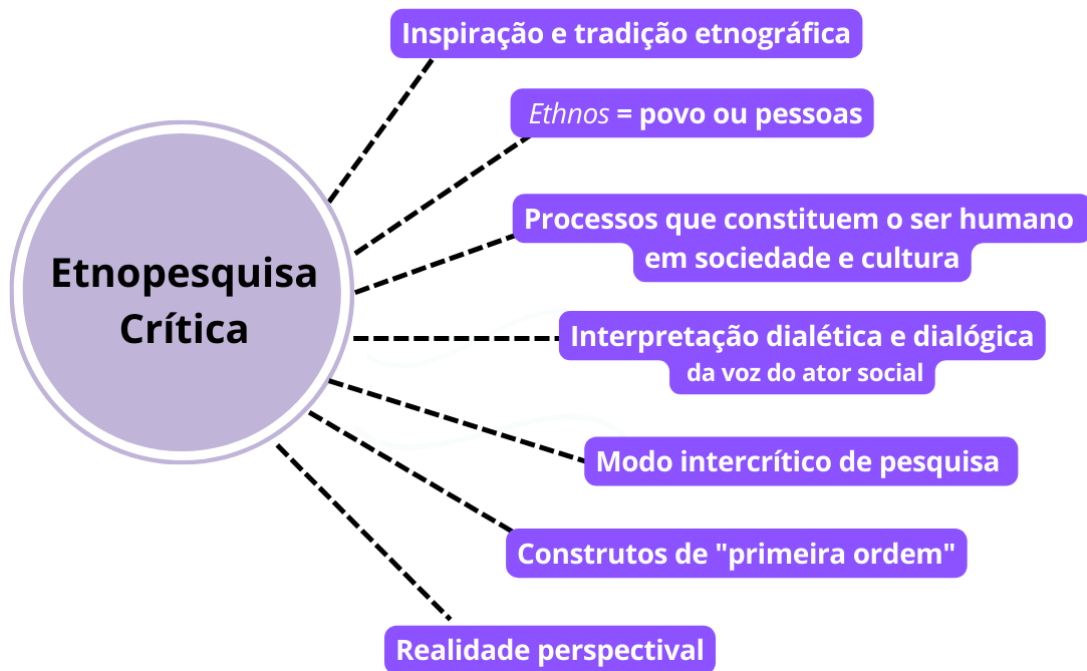 Inspiração e tradição etnográfica
Ethnos = povo ou pessoas
Processos que constituem o ser humano
em sociedade e cultura
Etnopesquisa
Crítica
Interpretação dialética e dialógica
da voz do ator social
Modo intercrítico de pesquisa
Construtos de "primeira ordem"
Realidade perspectival